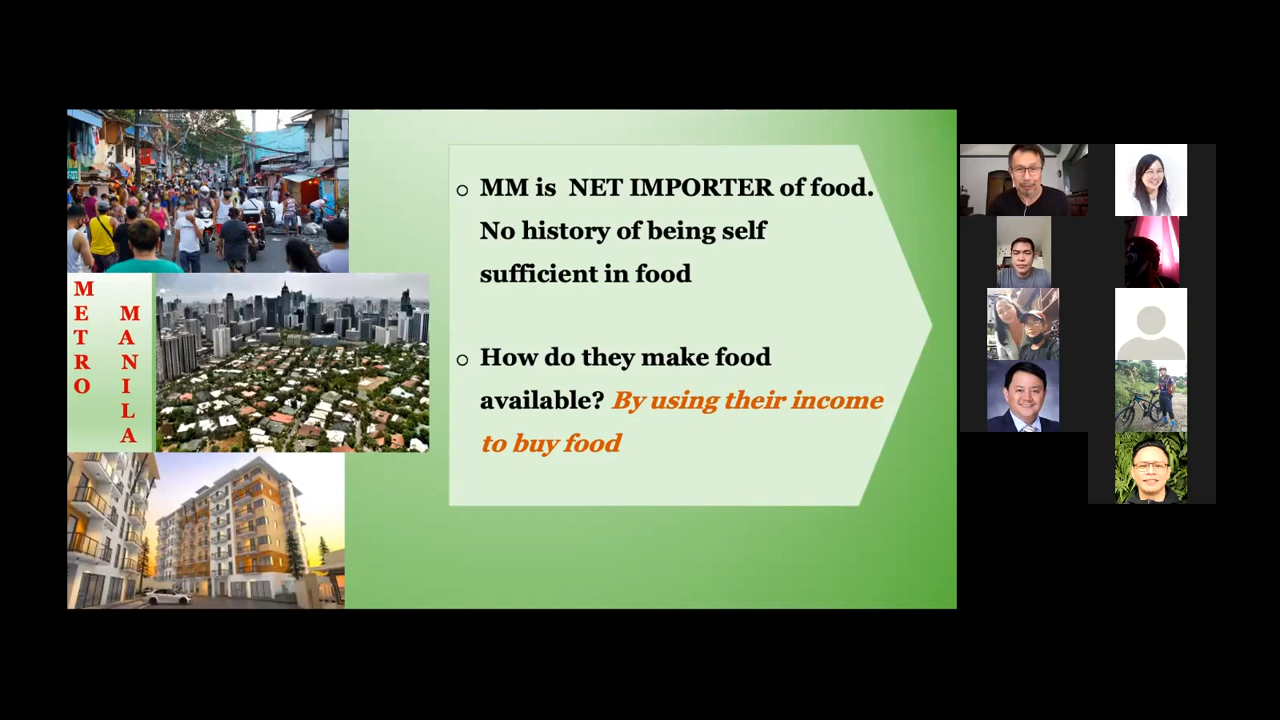 METRO
MANILA
MM is NET IMPORTER of food.
No history of being self
sufficient in food
How do they make food
available? By using their income
to buy food